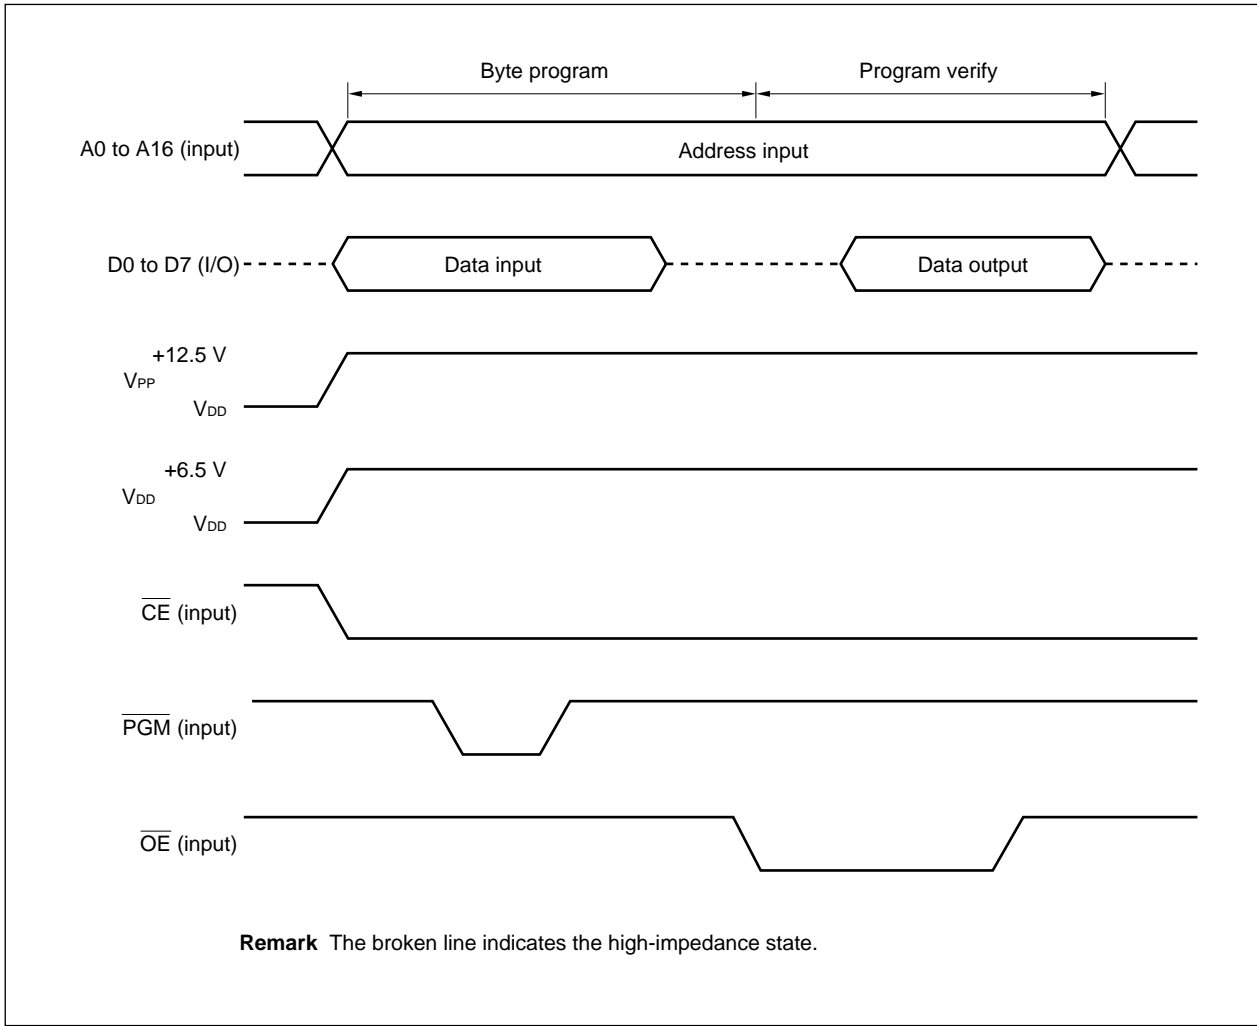 Byte program
Program verify
A0 to A16 (input)
Address input
D0 to D7 (I/O)
Data input
Data output
+12.5 V
VPP
VDD
+6.5 V
VDD
VDD
CE (input)
PGM (input)
OE (input)
Remark The broken line indicates the high-impedance state.